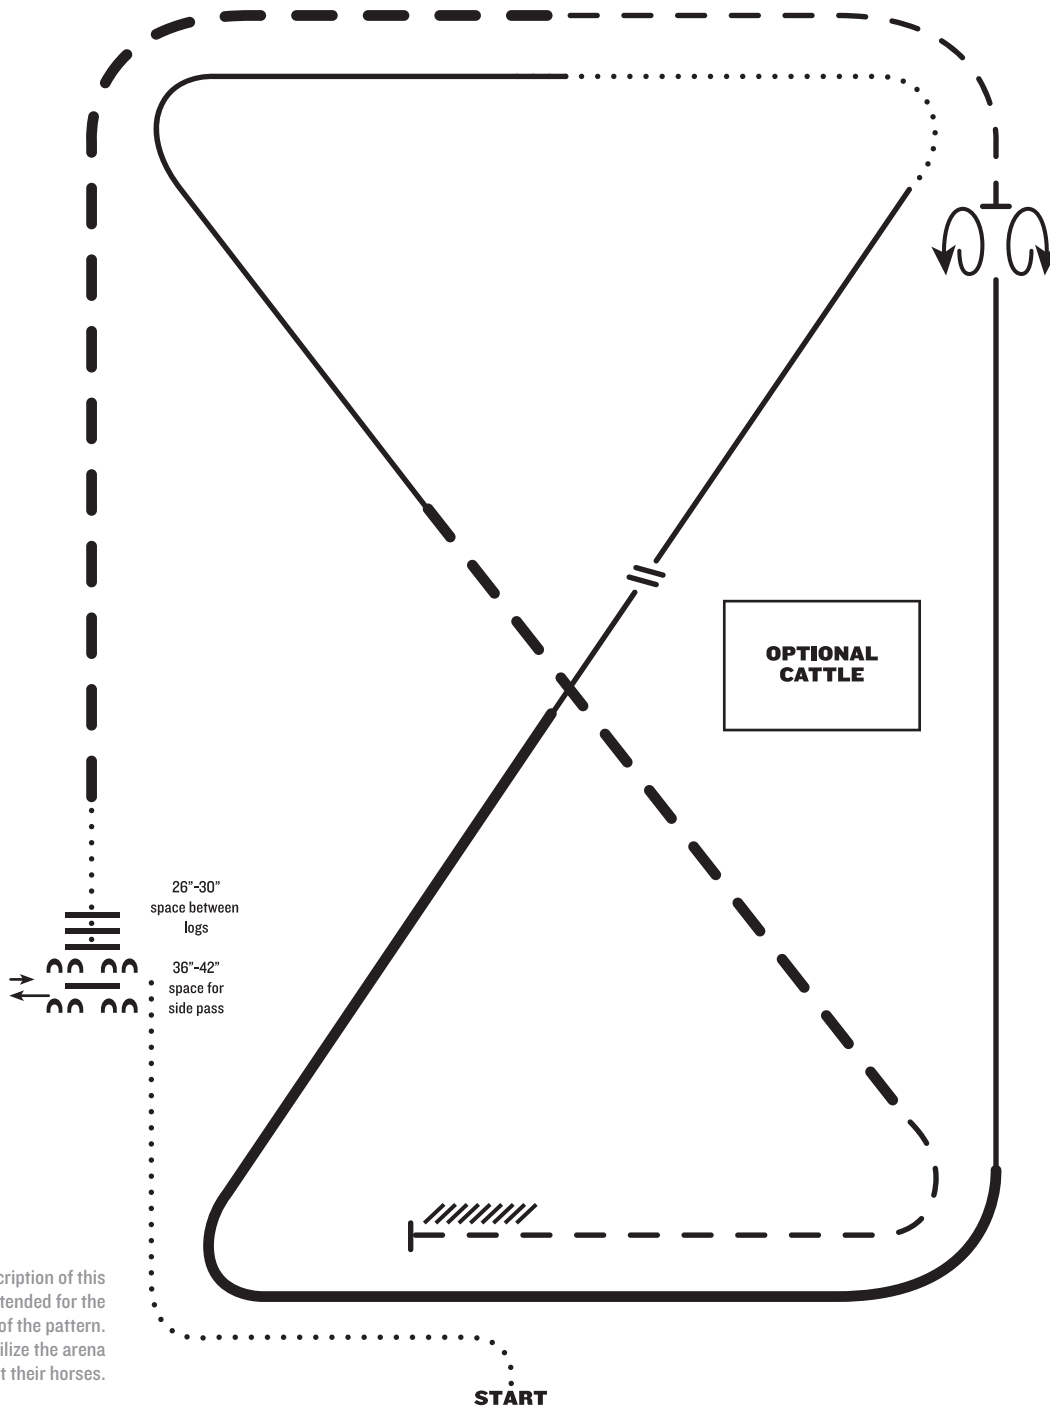 OPTIONAL
CATTLE
26”-30”
space between
logs
36”-42”
space for
side pass
cription of this
tended for the
of the pattern.
ilize the arena
t their horses.
START